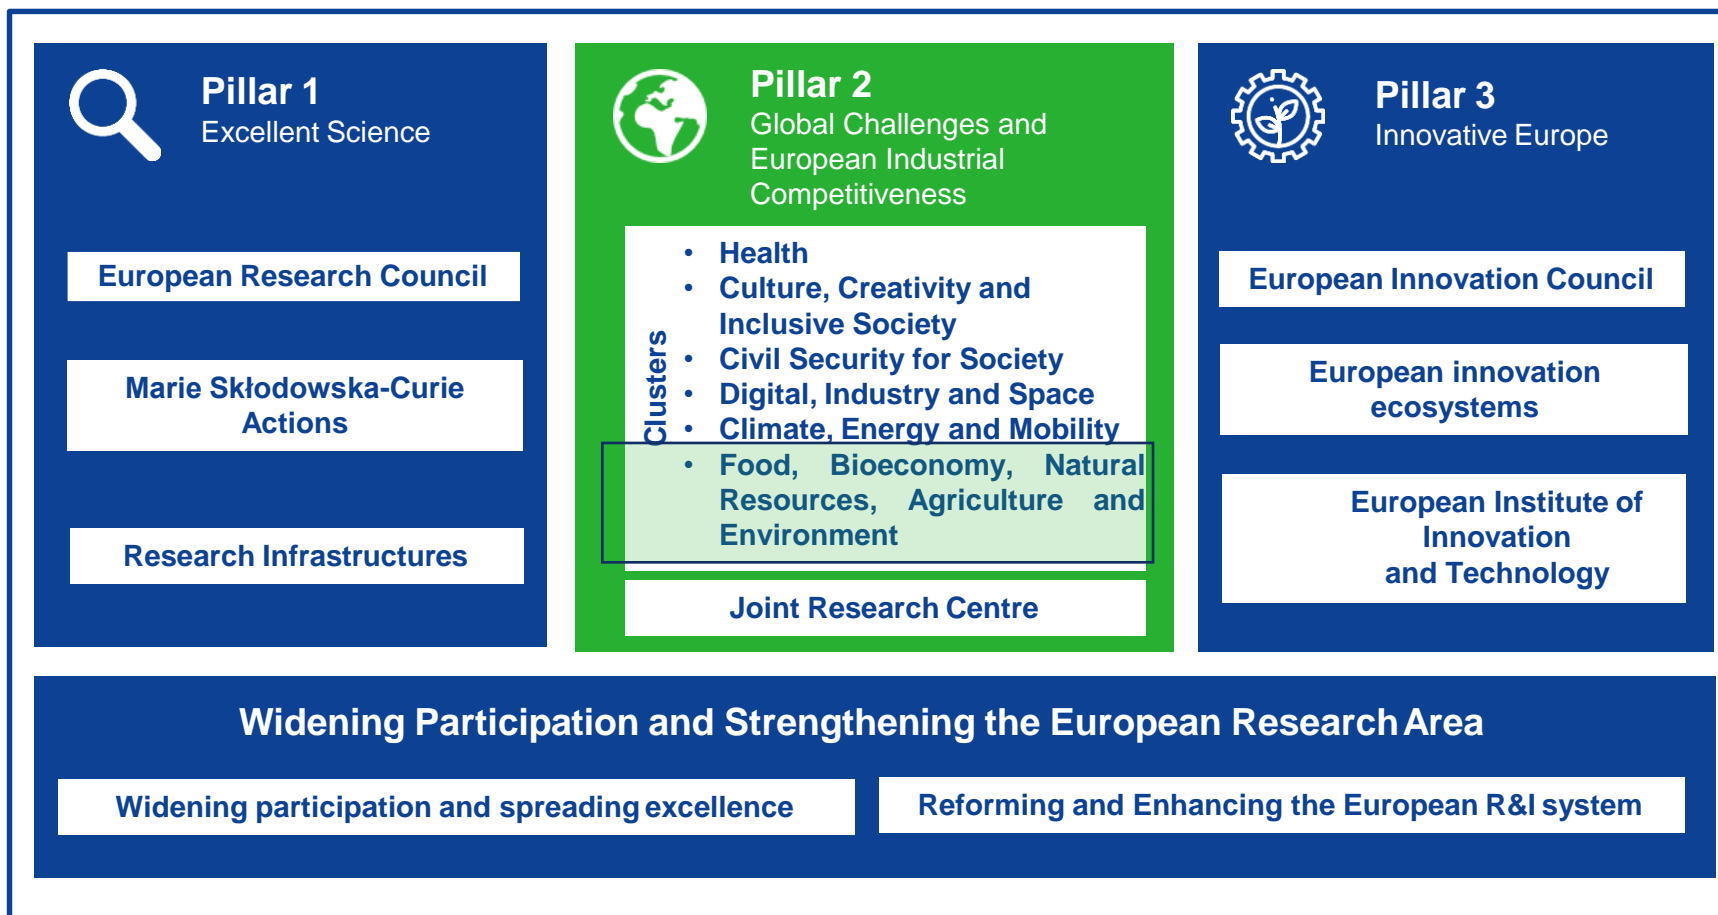 Pillar 1
Excellent Science
European Research Council
Marie Skłodowska-Curie
Actions
Research Infrastructures
Pillar 2
Global Challenges and
European Industrial
Competitiveness
Clusters
• Health
• Culture, Creativity and
Inclusive Society
• Civil Security for Society
• Digital, Industry and Space
• Climate, Energy and Mobility
• Food, Bioeconomy, Natural
Resources, Agriculture and
Environment
Joint Research Centre
Pillar 3
Innovative Europe
European Innovation Council
European innovation
ecosystems
European Institute of
Innovation
and Technology
Widening Participation and Strengthening the European Research Area
Widening participation and spreading excellence
Reforming and Enhancing the European R&I system